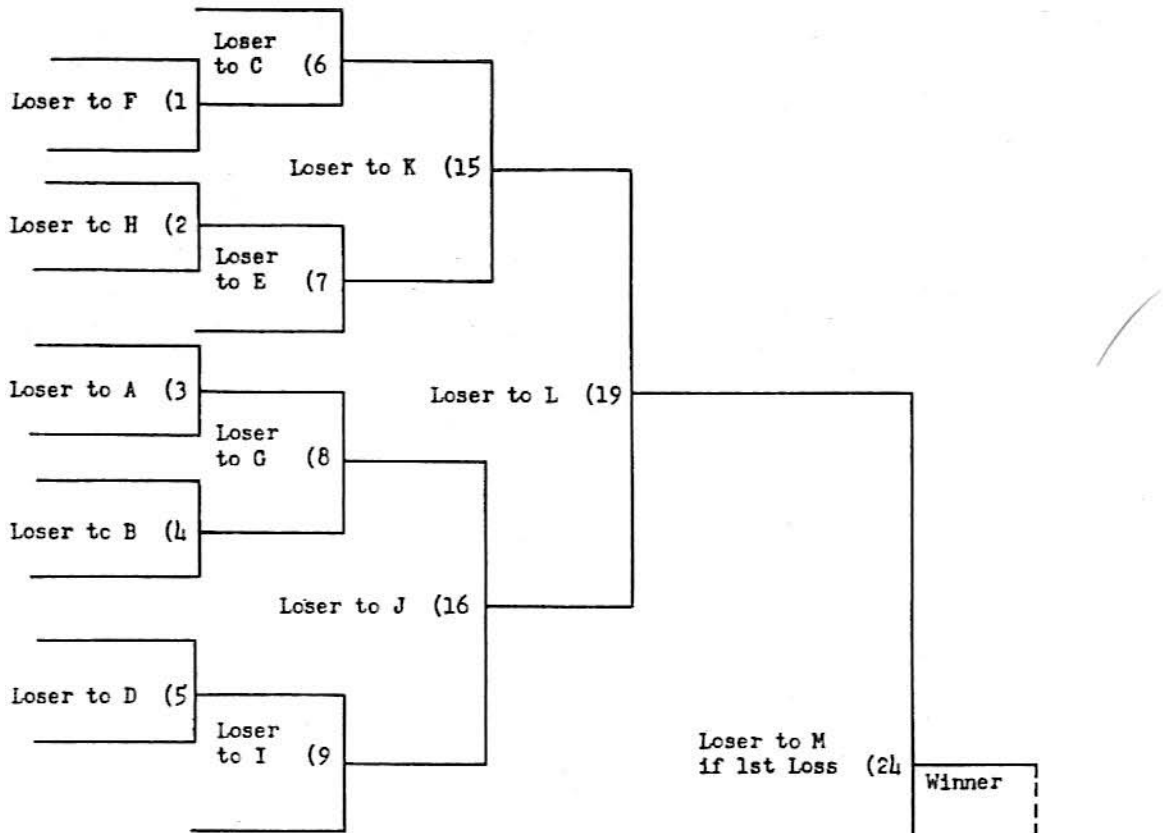 Loser
to C (6
Loser to F (1
Loser to K (15
Loser to H (2
Loser
to E (7
Loser to A (3
Loser to L (19
Loser
to G (8
Loser to B (4
Loser to J (16
Loser to D (5
Loser
to I (9
Loser to M
if 1st Loss (24
Winner